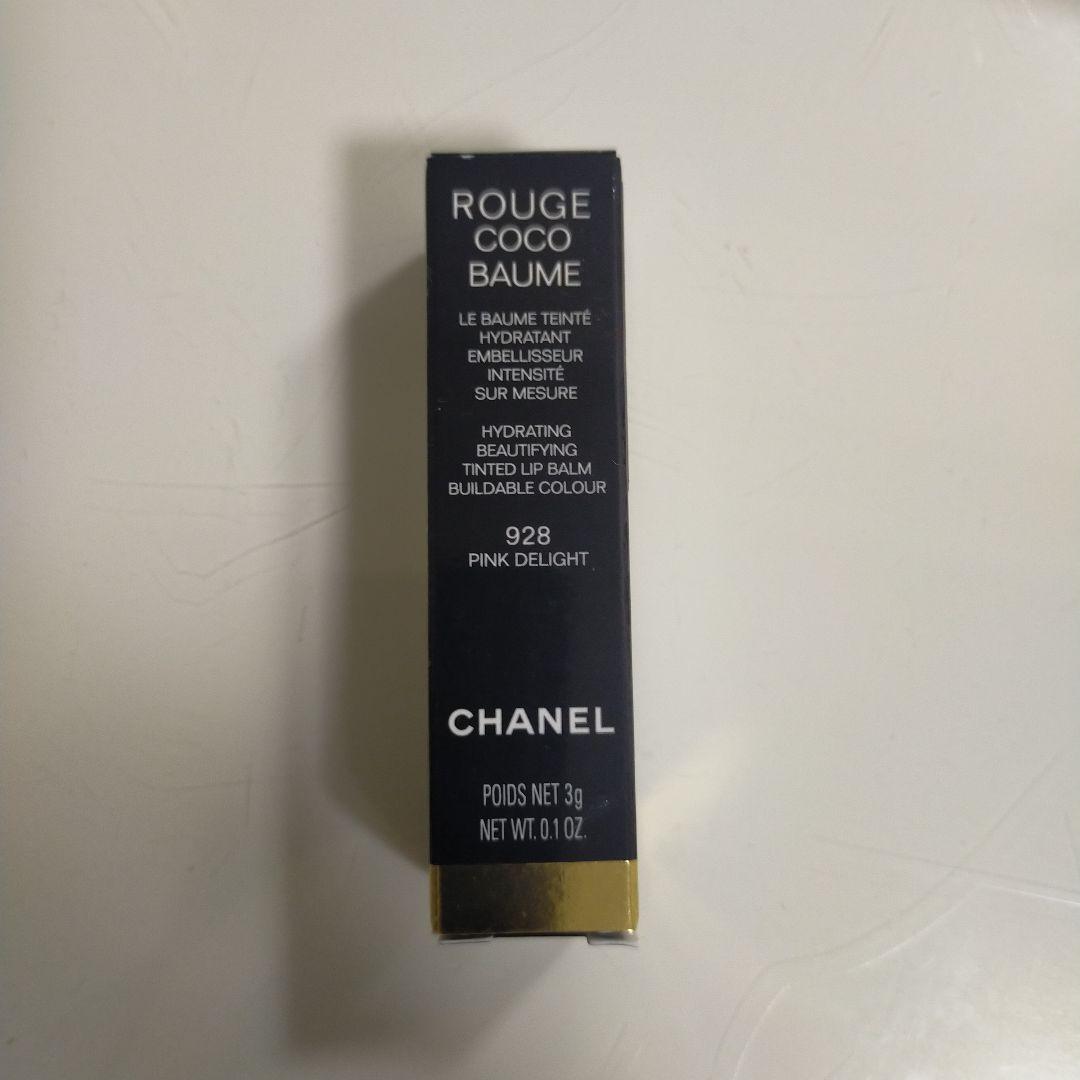 ROUGE
COCO
BAUME
LE BAUME TEINTÉ
HYDRATANT
EMBELLISSEUR
INTENSITÉ
SUR MESURE
HYDRATING
BEAUTIFYING
TINTED LIP BALM
BUILDABLE COLOUR
928
PINK DELIGHT
CHANEL
POIDS NET 3g
NET WT. 0.1 OZ.